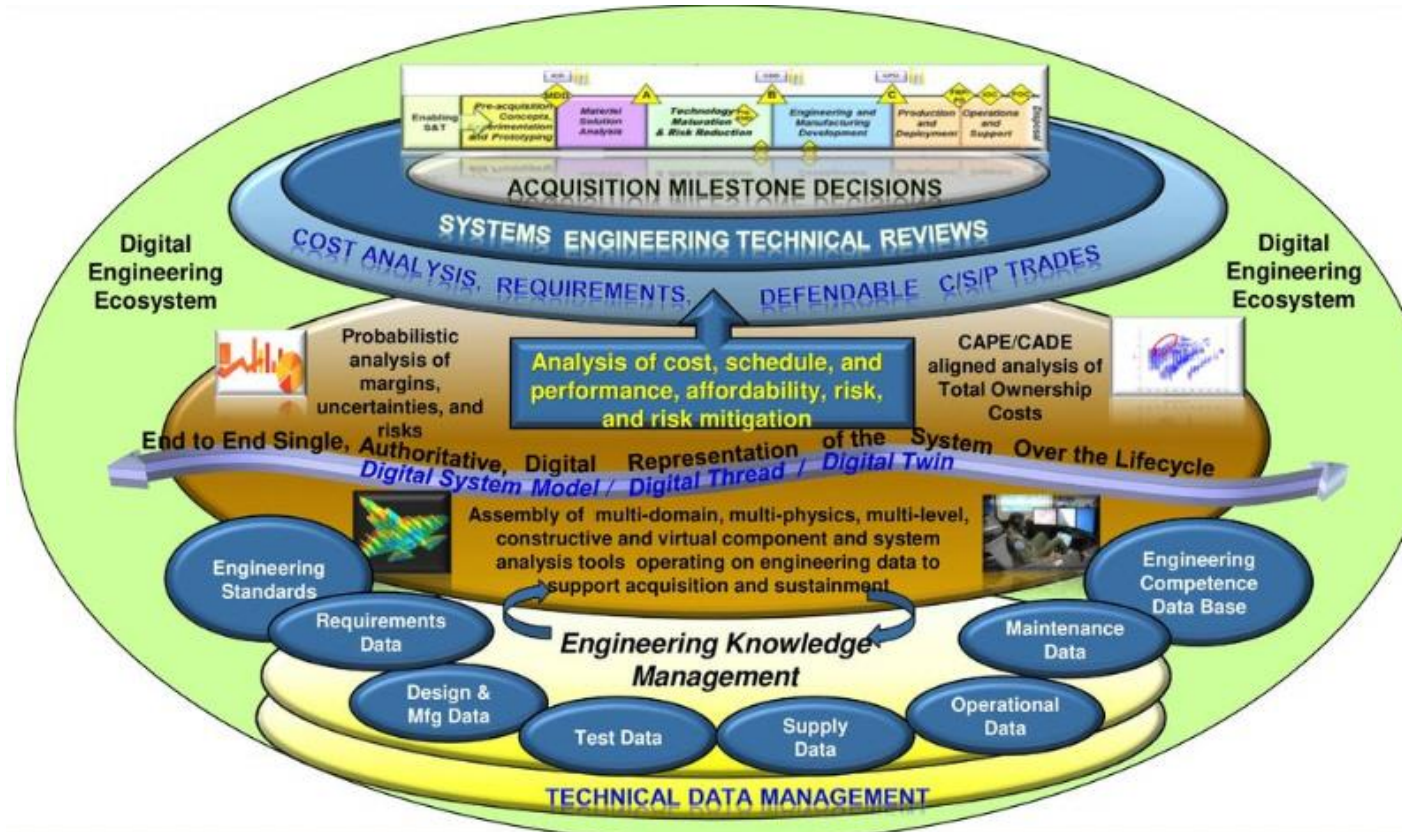 ICD
CDD
CPD
MDD
A
B
C
IOC
FOC
Enabling
S&T
Pre-acquisition
Concepts,
Experimentation
and Prototyping
Materiel
Solution
Analysis
Technology
Maturation
& Risk Reduction
Engineering and
Manufacturing
Development
Production
and
Deployment
Operations
and
Support
Disposal
ACQUISITION MILESTONE DECISIONS
SYSTEMS ENGINEERING TECHNICAL REVIEWS
COST ANALYSIS, REQUIREMENTS, DEFENDABLE C/S/P TRADES
Digital
Engineering
Ecosystem
Digital
Engineering
Ecosystem
Probabilistic
analysis of
margins,
uncertainties, and
risks
Analysis of cost, schedule, and
performance, affordability, risk,
and risk mitigation
CAPE/CADE
aligned analysis of
Total Ownership
Costs
End to End Single, Authoritative, Digital Representation of the System Over the Lifecycle
Digital System Model / Digital Thread / Digital Twin
Assembly of multi-domain, multi-physics, multi-level,
constructive and virtual component and system
analysis tools operating on engineering data to
support acquisition and sustainment
Engineering
Standards
Requirements
Data
Design &
Mfg Data
Test Data
Supply
Data
Operational
Data
Maintenance
Data
Engineering
Competence
Data Base
Engineering Knowledge
Management
TECHNICAL DATA MANAGEMENT